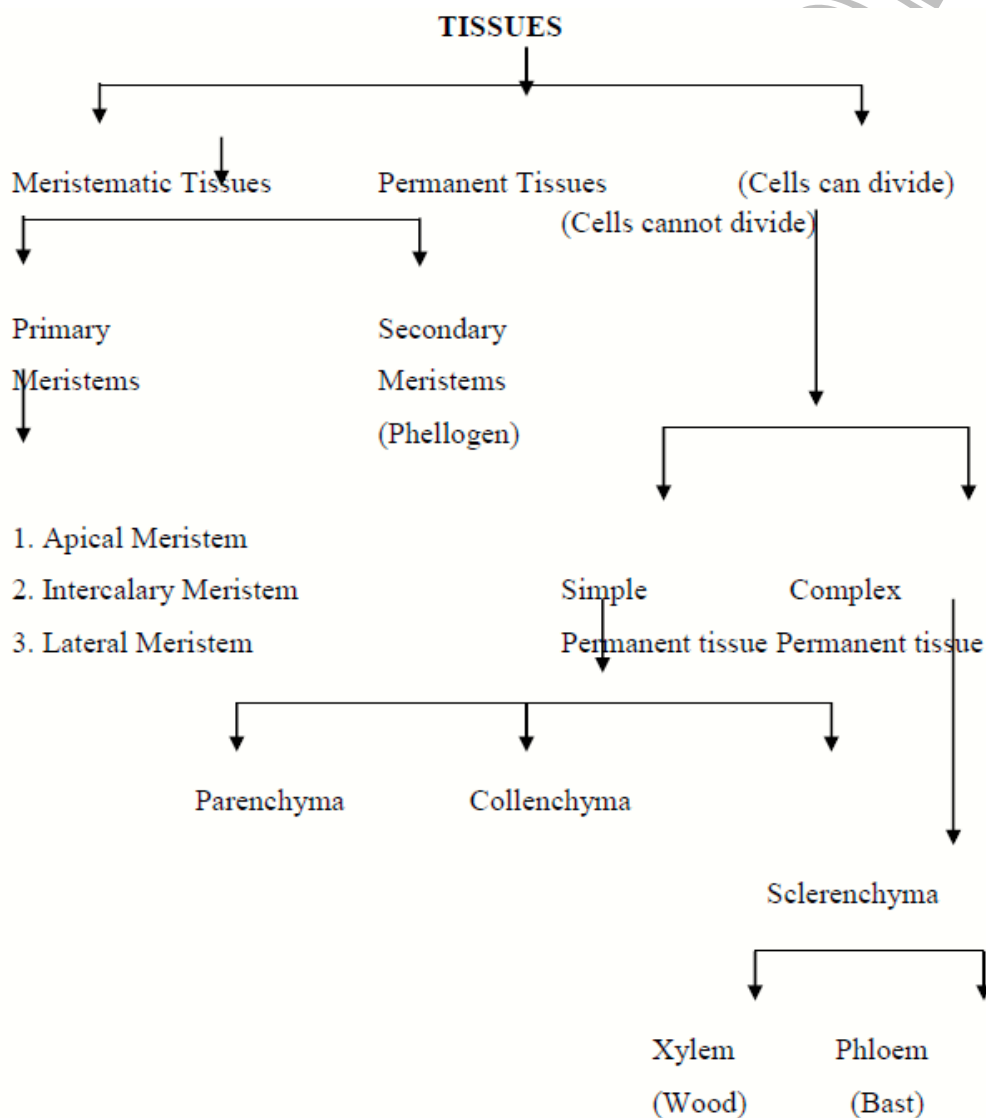 TISSUES
Meristematic Tissues Permanent Tissues (Cells can divide)
(Cells cannot divide)
Primary Secondary
Meristems Meristems
(Phellogen)
1. Apical Meristem
2. Intercalary Meristem Simple Complex
3. Lateral Meristem Permanent tissue Permanent tissue
Parenchyma Collenchyma
Sclerenchyma
Xylem Phloem
(Wood) (Bast)